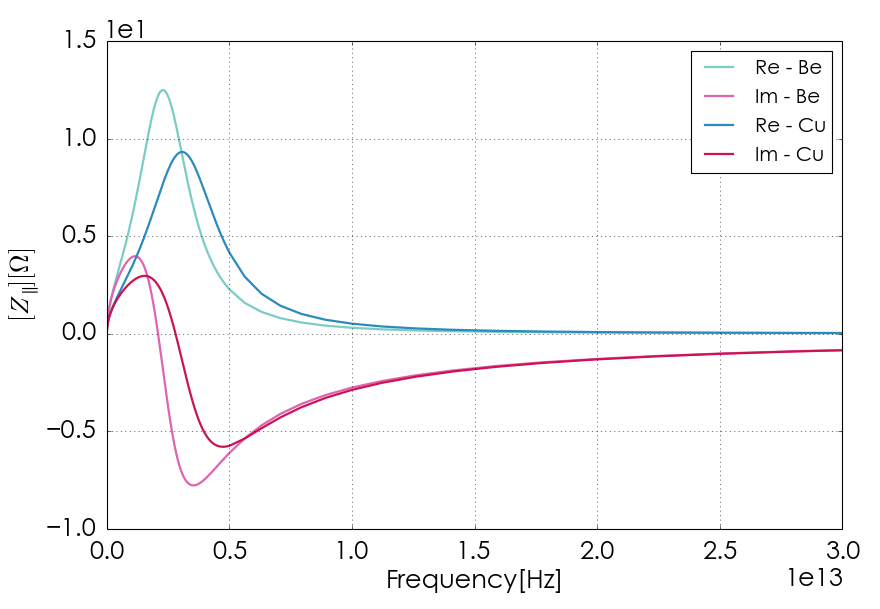 1e1
1.5
1.0
0.5
0.0
−0.5
−1.0
[Z∥][Ω]
Re - Be
Im - Be
Re - Cu
Im - Cu
0.0 0.5 1.0 1.5 2.0 2.5 3.0
Frequency[Hz]
1e13